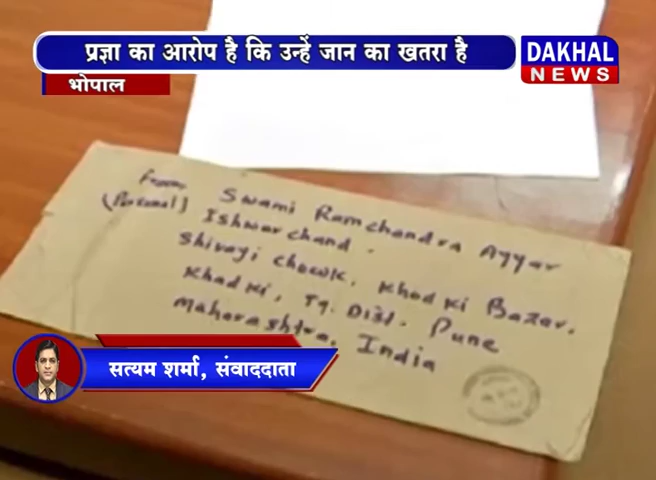 प्रज्ञा का आरोप है कि उन्हें जान का खतरा है
DAKHAL
NEWS
भोपाल
From,
(Personal)
Swami Ramchandra Ayyar
Ishwarchand.
Shivaji Chowk, Khadki Bazar,
Khadki, Tq. Dist. Pune
Maharashtra, India
सत्यम शर्मा, संवाददाता